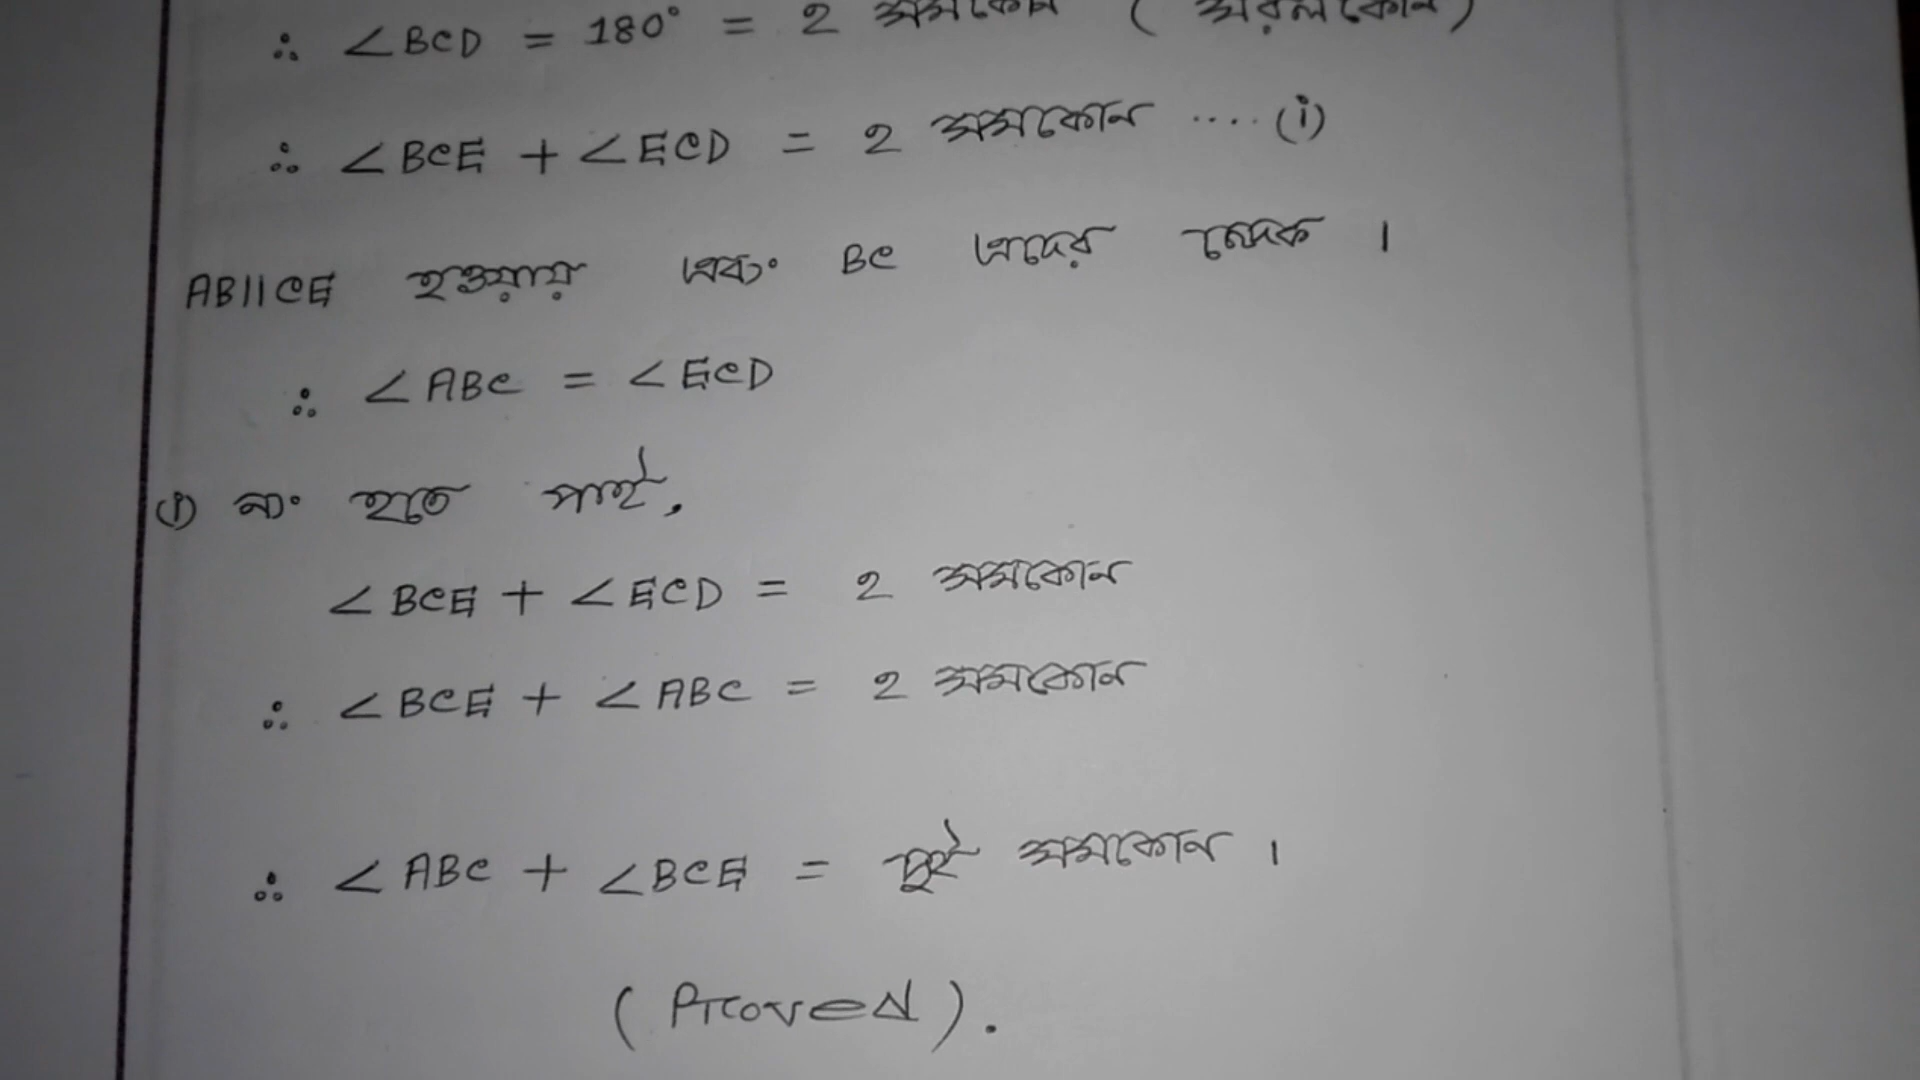 ∴ ∠BCD = 180° = 2 সমকোন ( সরলকোন)
∴ ∠BCE + ∠ECD = 2 সমকোন .... (i)
AB||CE হওয়ায় এবং BC এদের ছেদক ।
∴ ∠ABC = ∠ECD
(i) নং হতে পাই,
∠BCE + ∠ECD = 2 সমকোন
∴ ∠BCE + ∠ABC = 2 সমকোন
∴ ∠ABC + ∠BCE = দুই সমকোন ।
(Proved).